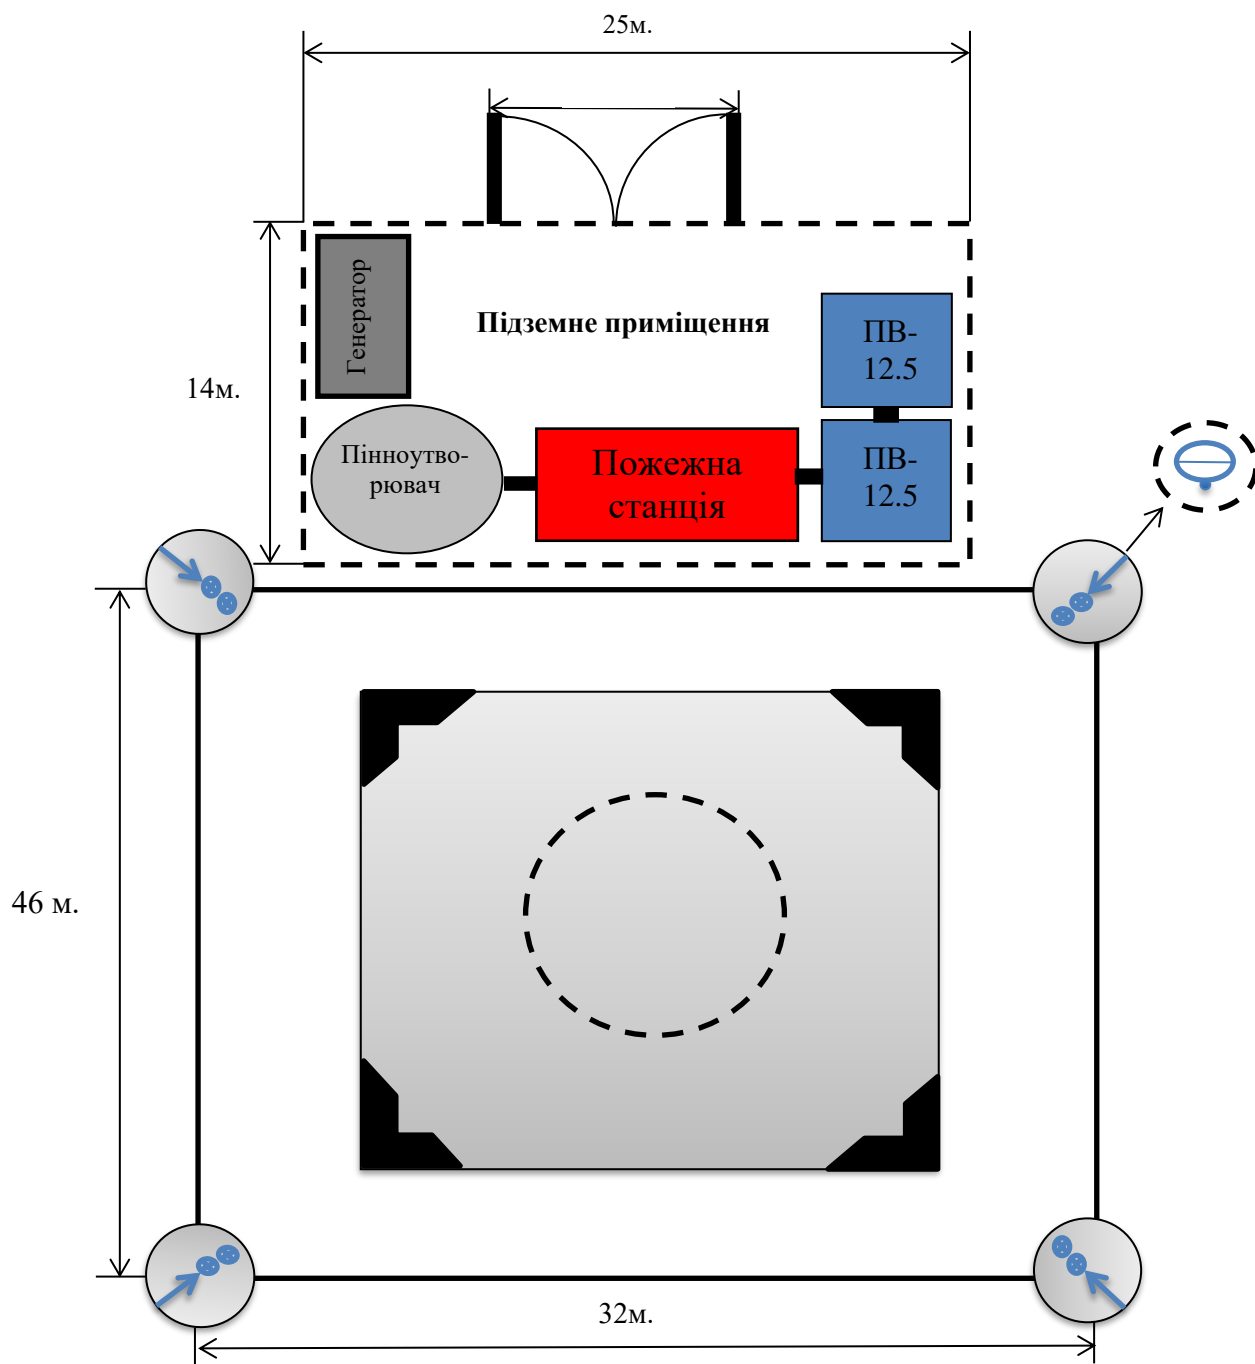 25м.
Генератор
Підземне приміщення
ПВ-
12.5
14м.
Пінноутво-
рювач
Пожежна
станція
ПВ-
12.5
46 м.
32м.